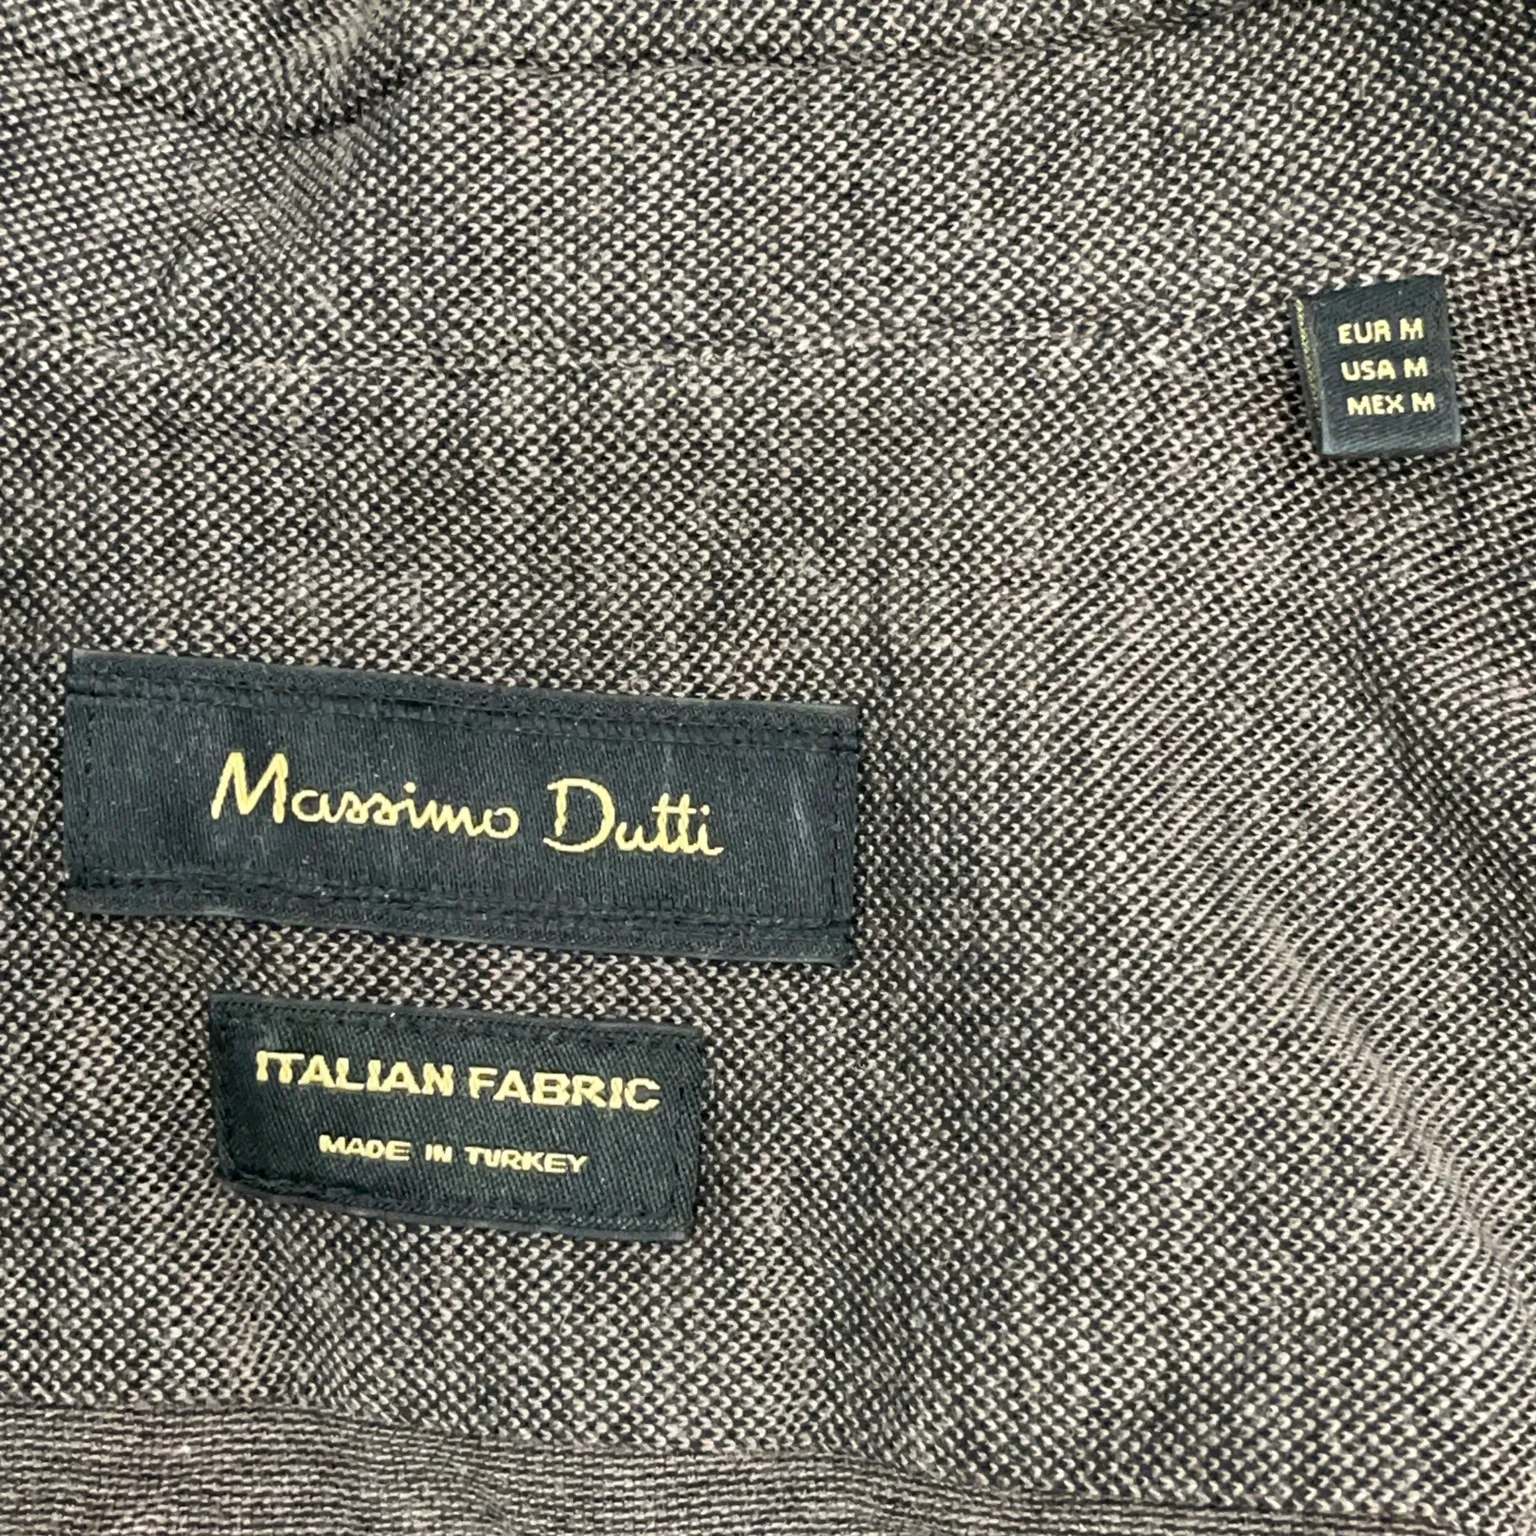 EUR M
USA M
MEX M
Massimo Dutti
ITALIAN FABRIC
MADE IN TURKEY